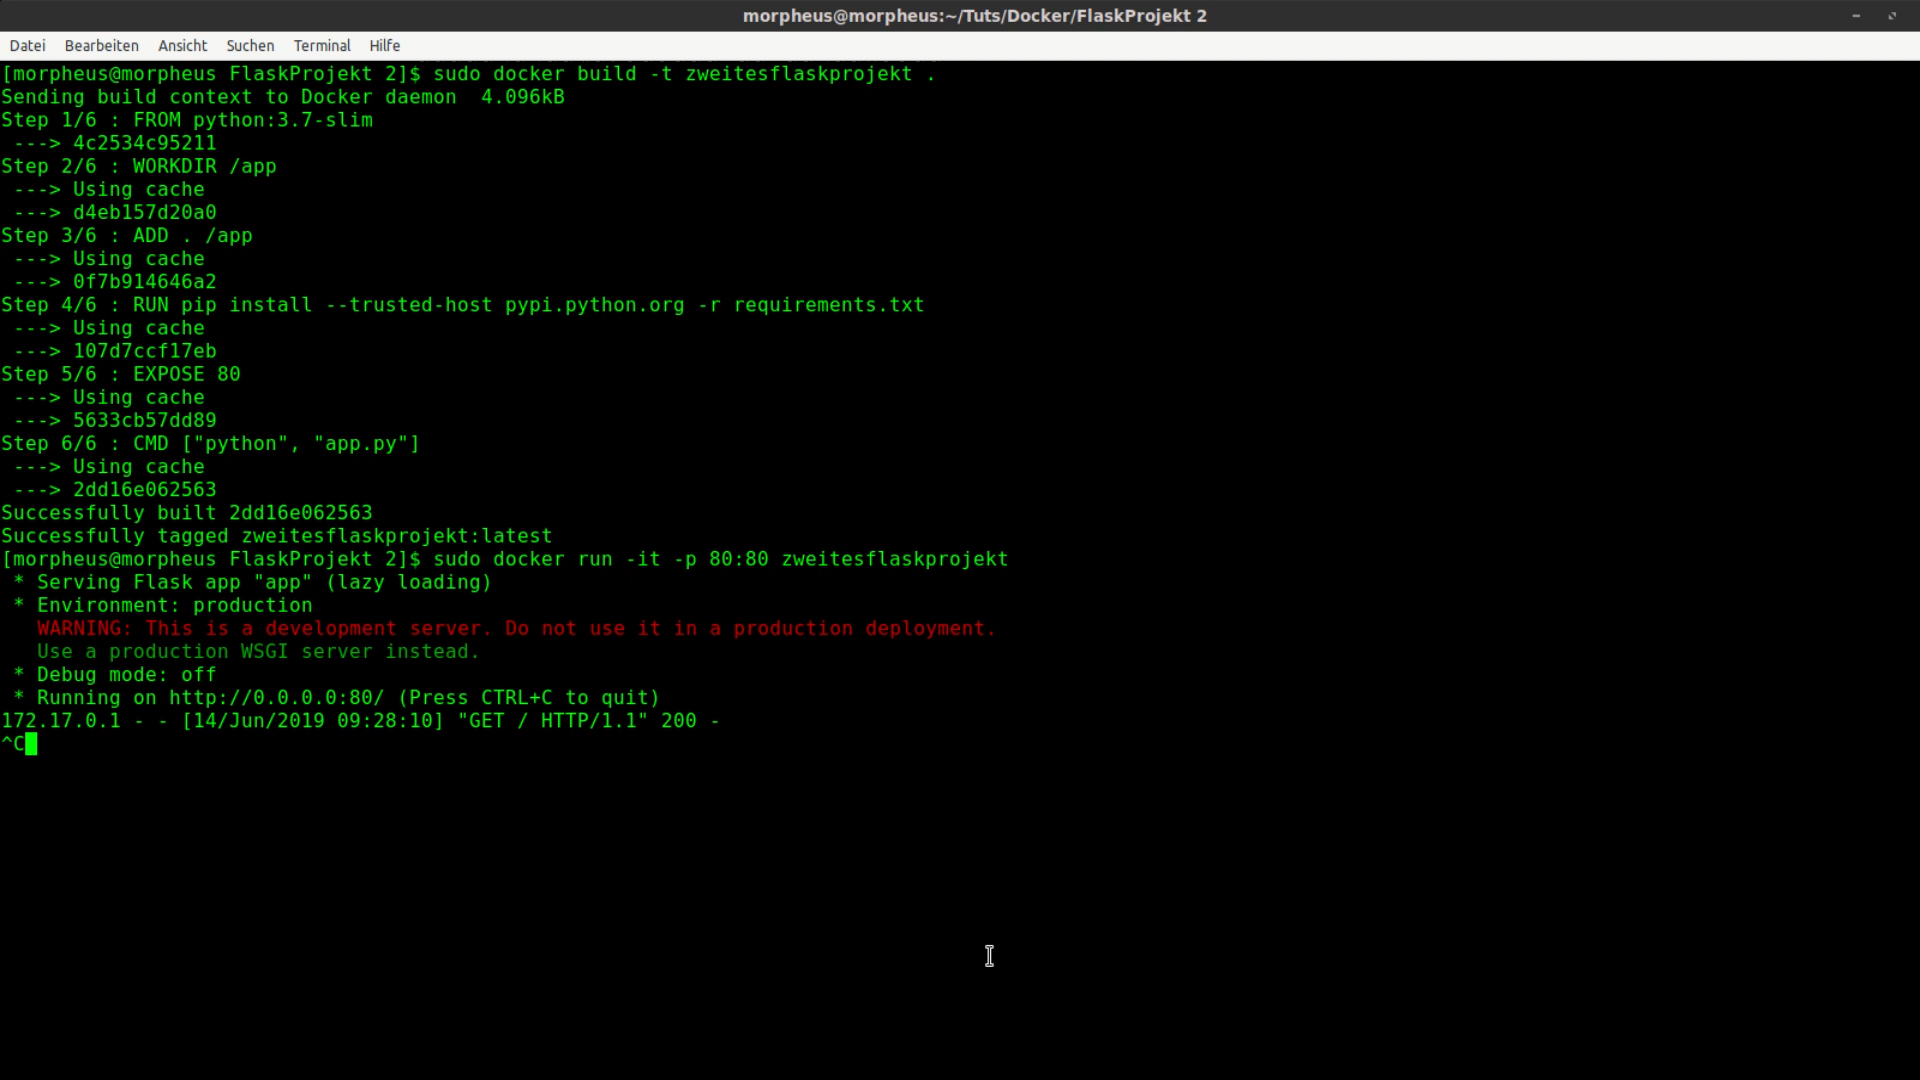 morpheus@morpheus:~/Tuts/Docker/FlaskProjekt 2
Datei Bearbeiten Ansicht Suchen Terminal Hilfe
[morpheus@morpheus FlaskProjekt 2]$ sudo docker build -t zweitesflaskprojekt .
Sending build context to Docker daemon  4.096kB
Step 1/6 : FROM python:3.7-slim
 ---> 4c2534c95211
Step 2/6 : WORKDIR /app
 ---> Using cache
 ---> d4eb157d20a0
Step 3/6 : ADD . /app
 ---> Using cache
 ---> 0f7b914646a2
Step 4/6 : RUN pip install --trusted-host pypi.python.org -r requirements.txt
 ---> Using cache
 ---> 107d7ccf17eb
Step 5/6 : EXPOSE 80
 ---> Using cache
 ---> 5633cb57dd89
Step 6/6 : CMD ["python", "app.py"]
 ---> Using cache
 ---> 2dd16e062563
Successfully built 2dd16e062563
Successfully tagged zweitesflaskprojekt:latest
[morpheus@morpheus FlaskProjekt 2]$ sudo docker run -it -p 80:80 zweitesflaskprojekt
 * Serving Flask app "app" (lazy loading)
 * Environment: production
   WARNING: This is a development server. Do not use it in a production deployment.
   Use a production WSGI server instead.
 * Debug mode: off
 * Running on http://0.0.0.0:80/ (Press CTRL+C to quit)
172.17.0.1 - - [14/Jun/2019 09:28:10] "GET / HTTP/1.1" 200 -
^C